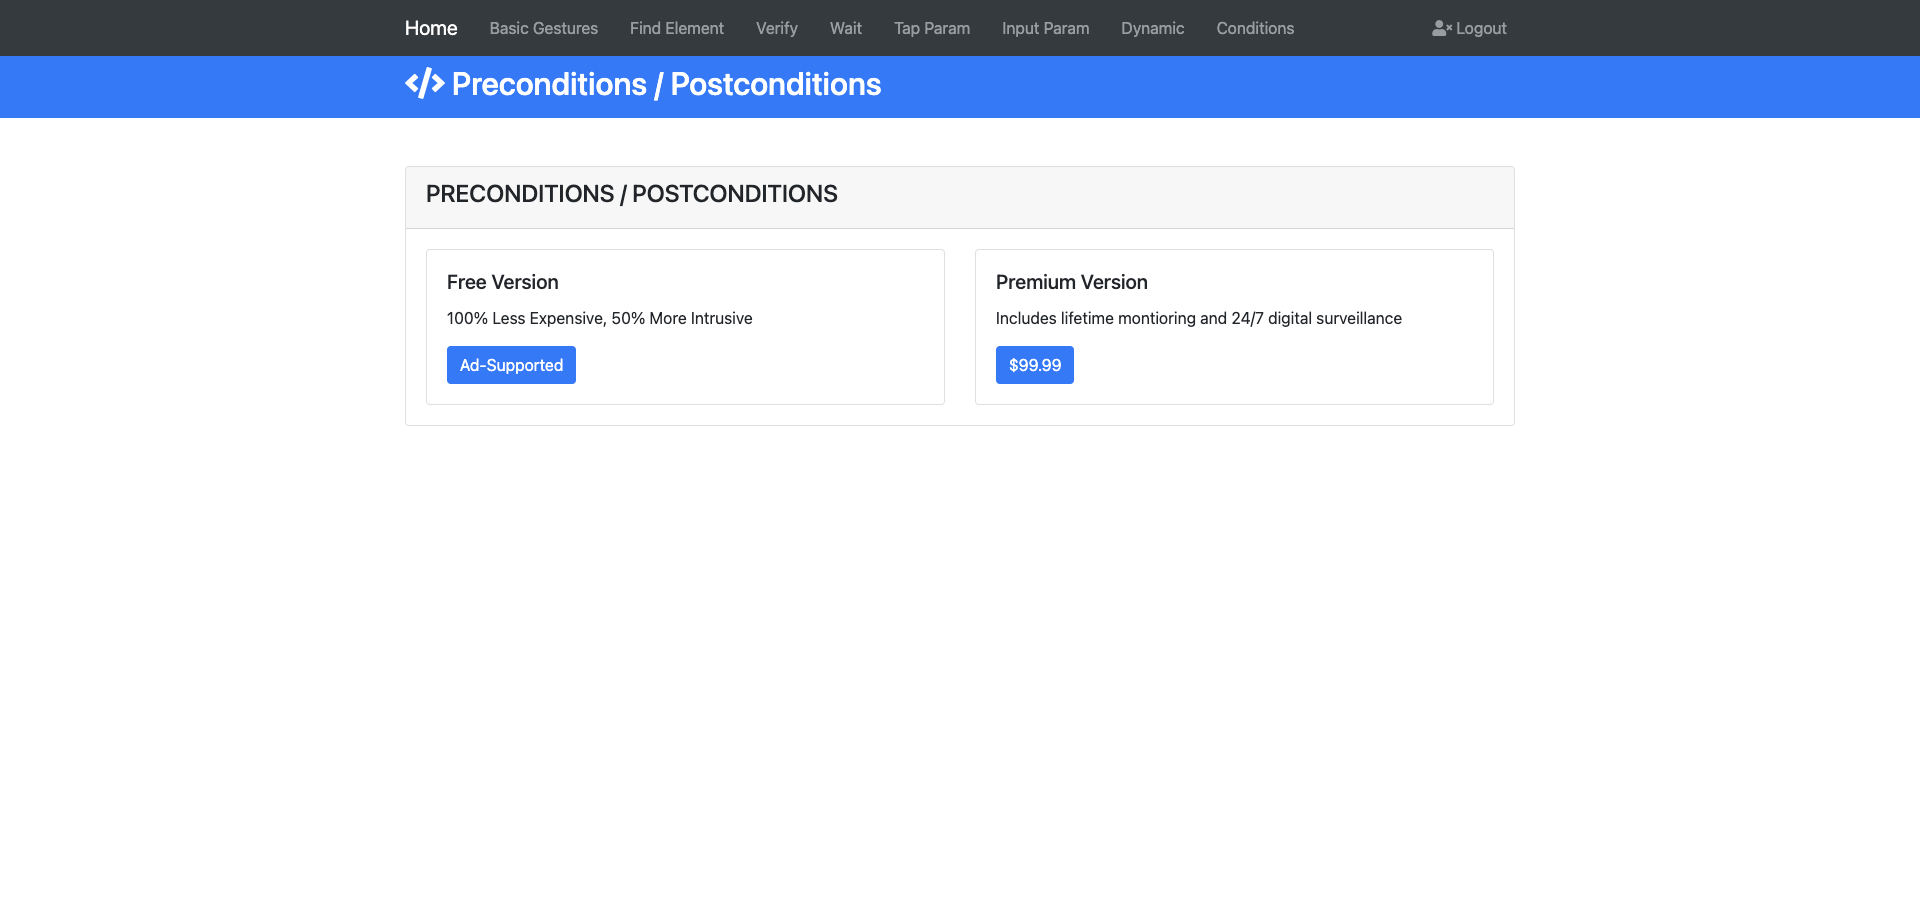 Home Basic Gestures Find Element Verify Wait Tap Param Input Param Dynamic Conditions Logout
Preconditions / Postconditions
PRECONDITIONS / POSTCONDITIONS
Free Version
100% Less Expensive, 50% More Intrusive
Ad-Supported
Premium Version
Includes lifetime montioring and 24/7 digital surveillance
$99.99